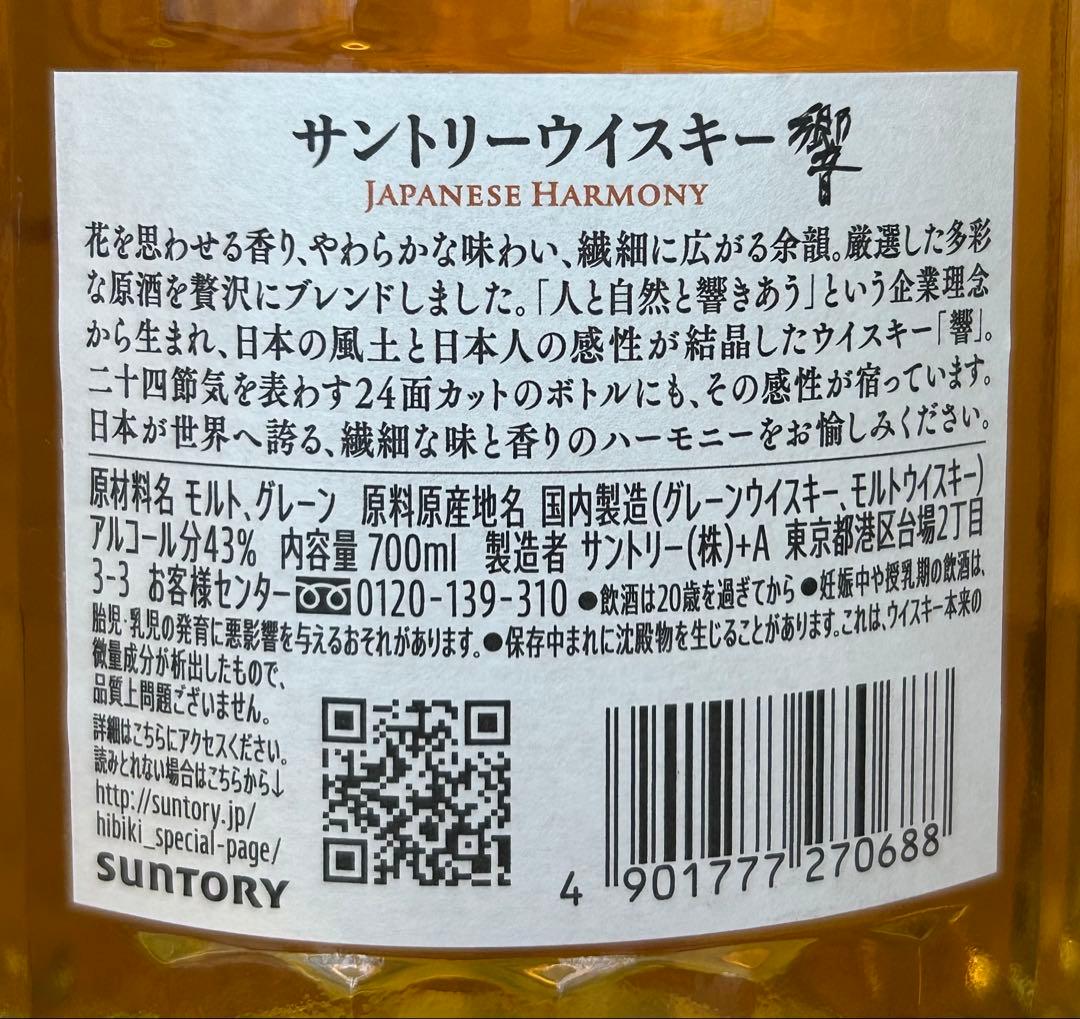 サントリーウイスキー響
JAPANESE HARMONY
花を思わせる香り、やわらかな味わい、繊細に広がる余韻。厳選した多彩
な原酒を贅沢にブレンドしました。「人と自然と響きあう」という企業理念
から生まれ、日本の風土と日本人の感性が結晶したウイスキー「響」。
二十四節気を表わす24面カットのボトルにも、その感性が宿っています。
日本が世界へ誇る、繊細な味と香りのハーモニーをお愉しみください。
原材料名 モルト、グレーン 原料原産地名 国内製造(グレーンウイスキー、モルトウイスキー)
アルコール分43% 内容量 700ml 製造者 サントリー(株)+A 東京都港区台場2丁目
3-3 お客様センター 0120-139-310 ●飲酒は20歳を過ぎてから ●妊娠中や授乳期の飲酒は、
胎児・乳児の発育に悪影響を与えるおそれがあります。●保存中まれに沈殿物を生じることがあります。これは、ウイスキー本来の
微量成分が析出したもので、
品質上問題ございません。
詳細はこちらにアクセスください。
読みとれない場合はこちらから↓
http://suntory.jp/
hibiki_special-page/
SUNTORY
4 901777 270688